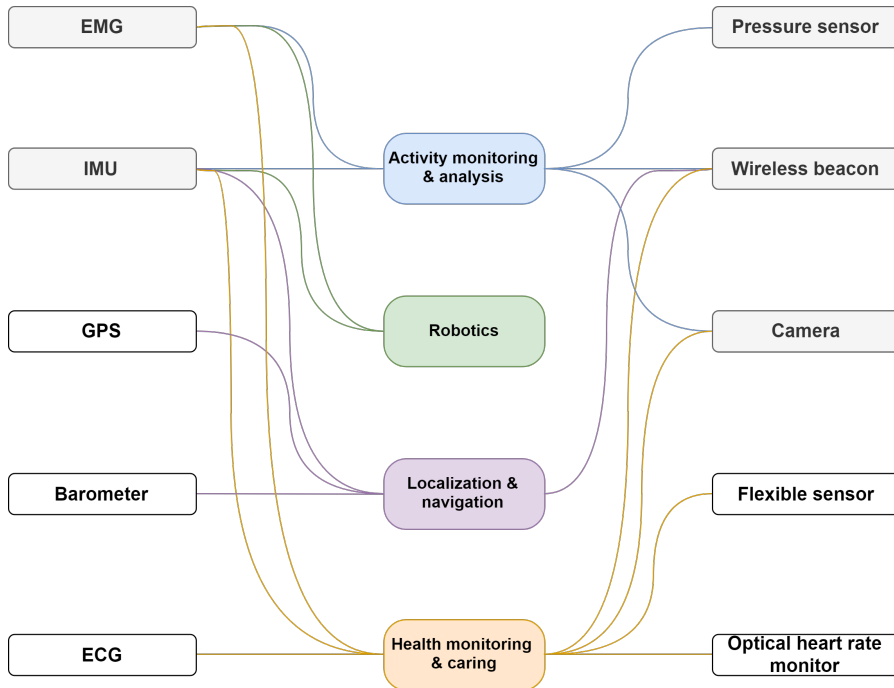 EMG
Pressure sensor
IMU
Activity monitoring
& analysis
Wireless beacon
GPS
Robotics
Camera
Barometer
Localization &
navigation
Flexible sensor
ECG
Health monitoring
& caring
Optical heart rate
monitor